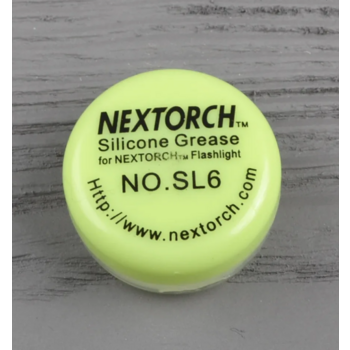 NEXTORCH™
Silicone Grease
for NEXTORCH™ Flashlight
NO.SL6
Http://www.nextorch.com